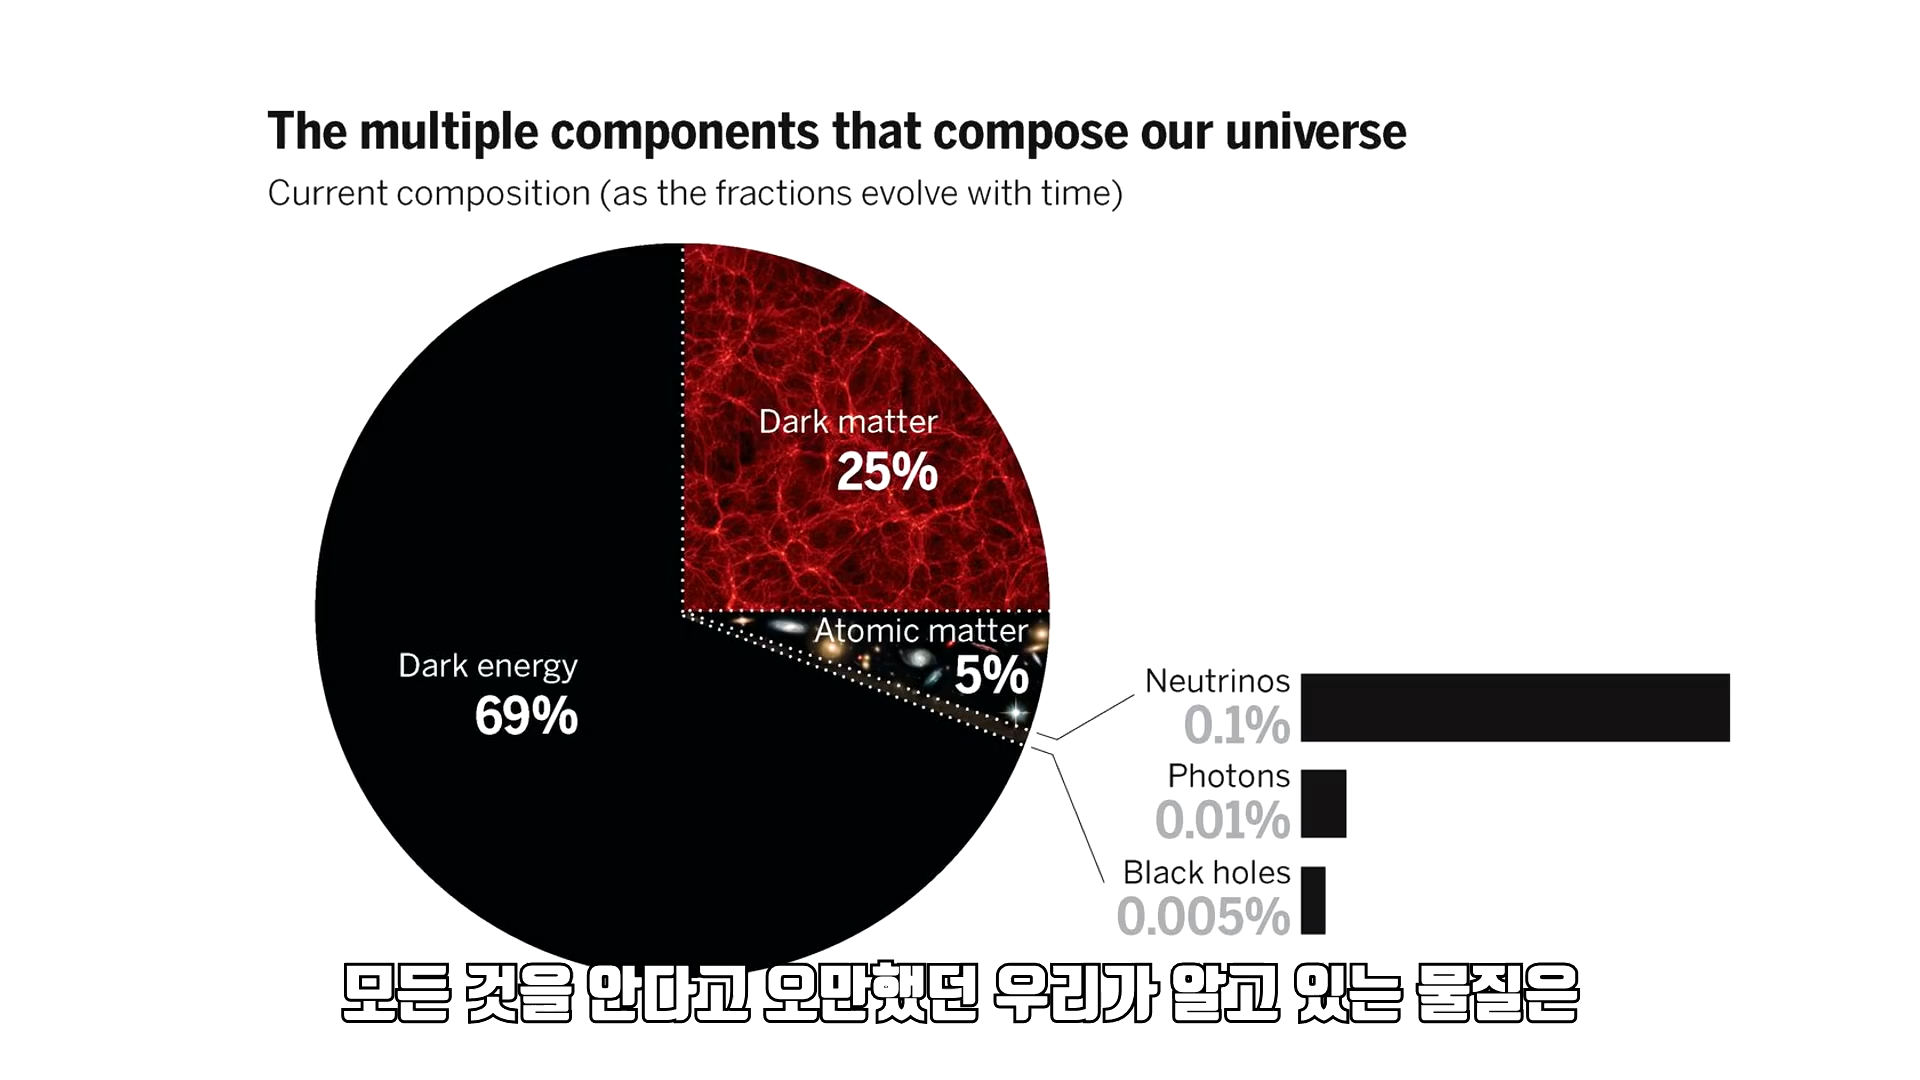 The multiple components that compose our universe
Current composition (as the fractions evolve with time)
Dark matter
25%
Atomic matter
5%
Dark energy
69%
Neutrinos
0.1%
Photons
0.01%
Black holes
0.005%
모든 것을 안다고 오만했던 우리가 알고 있는 물질은